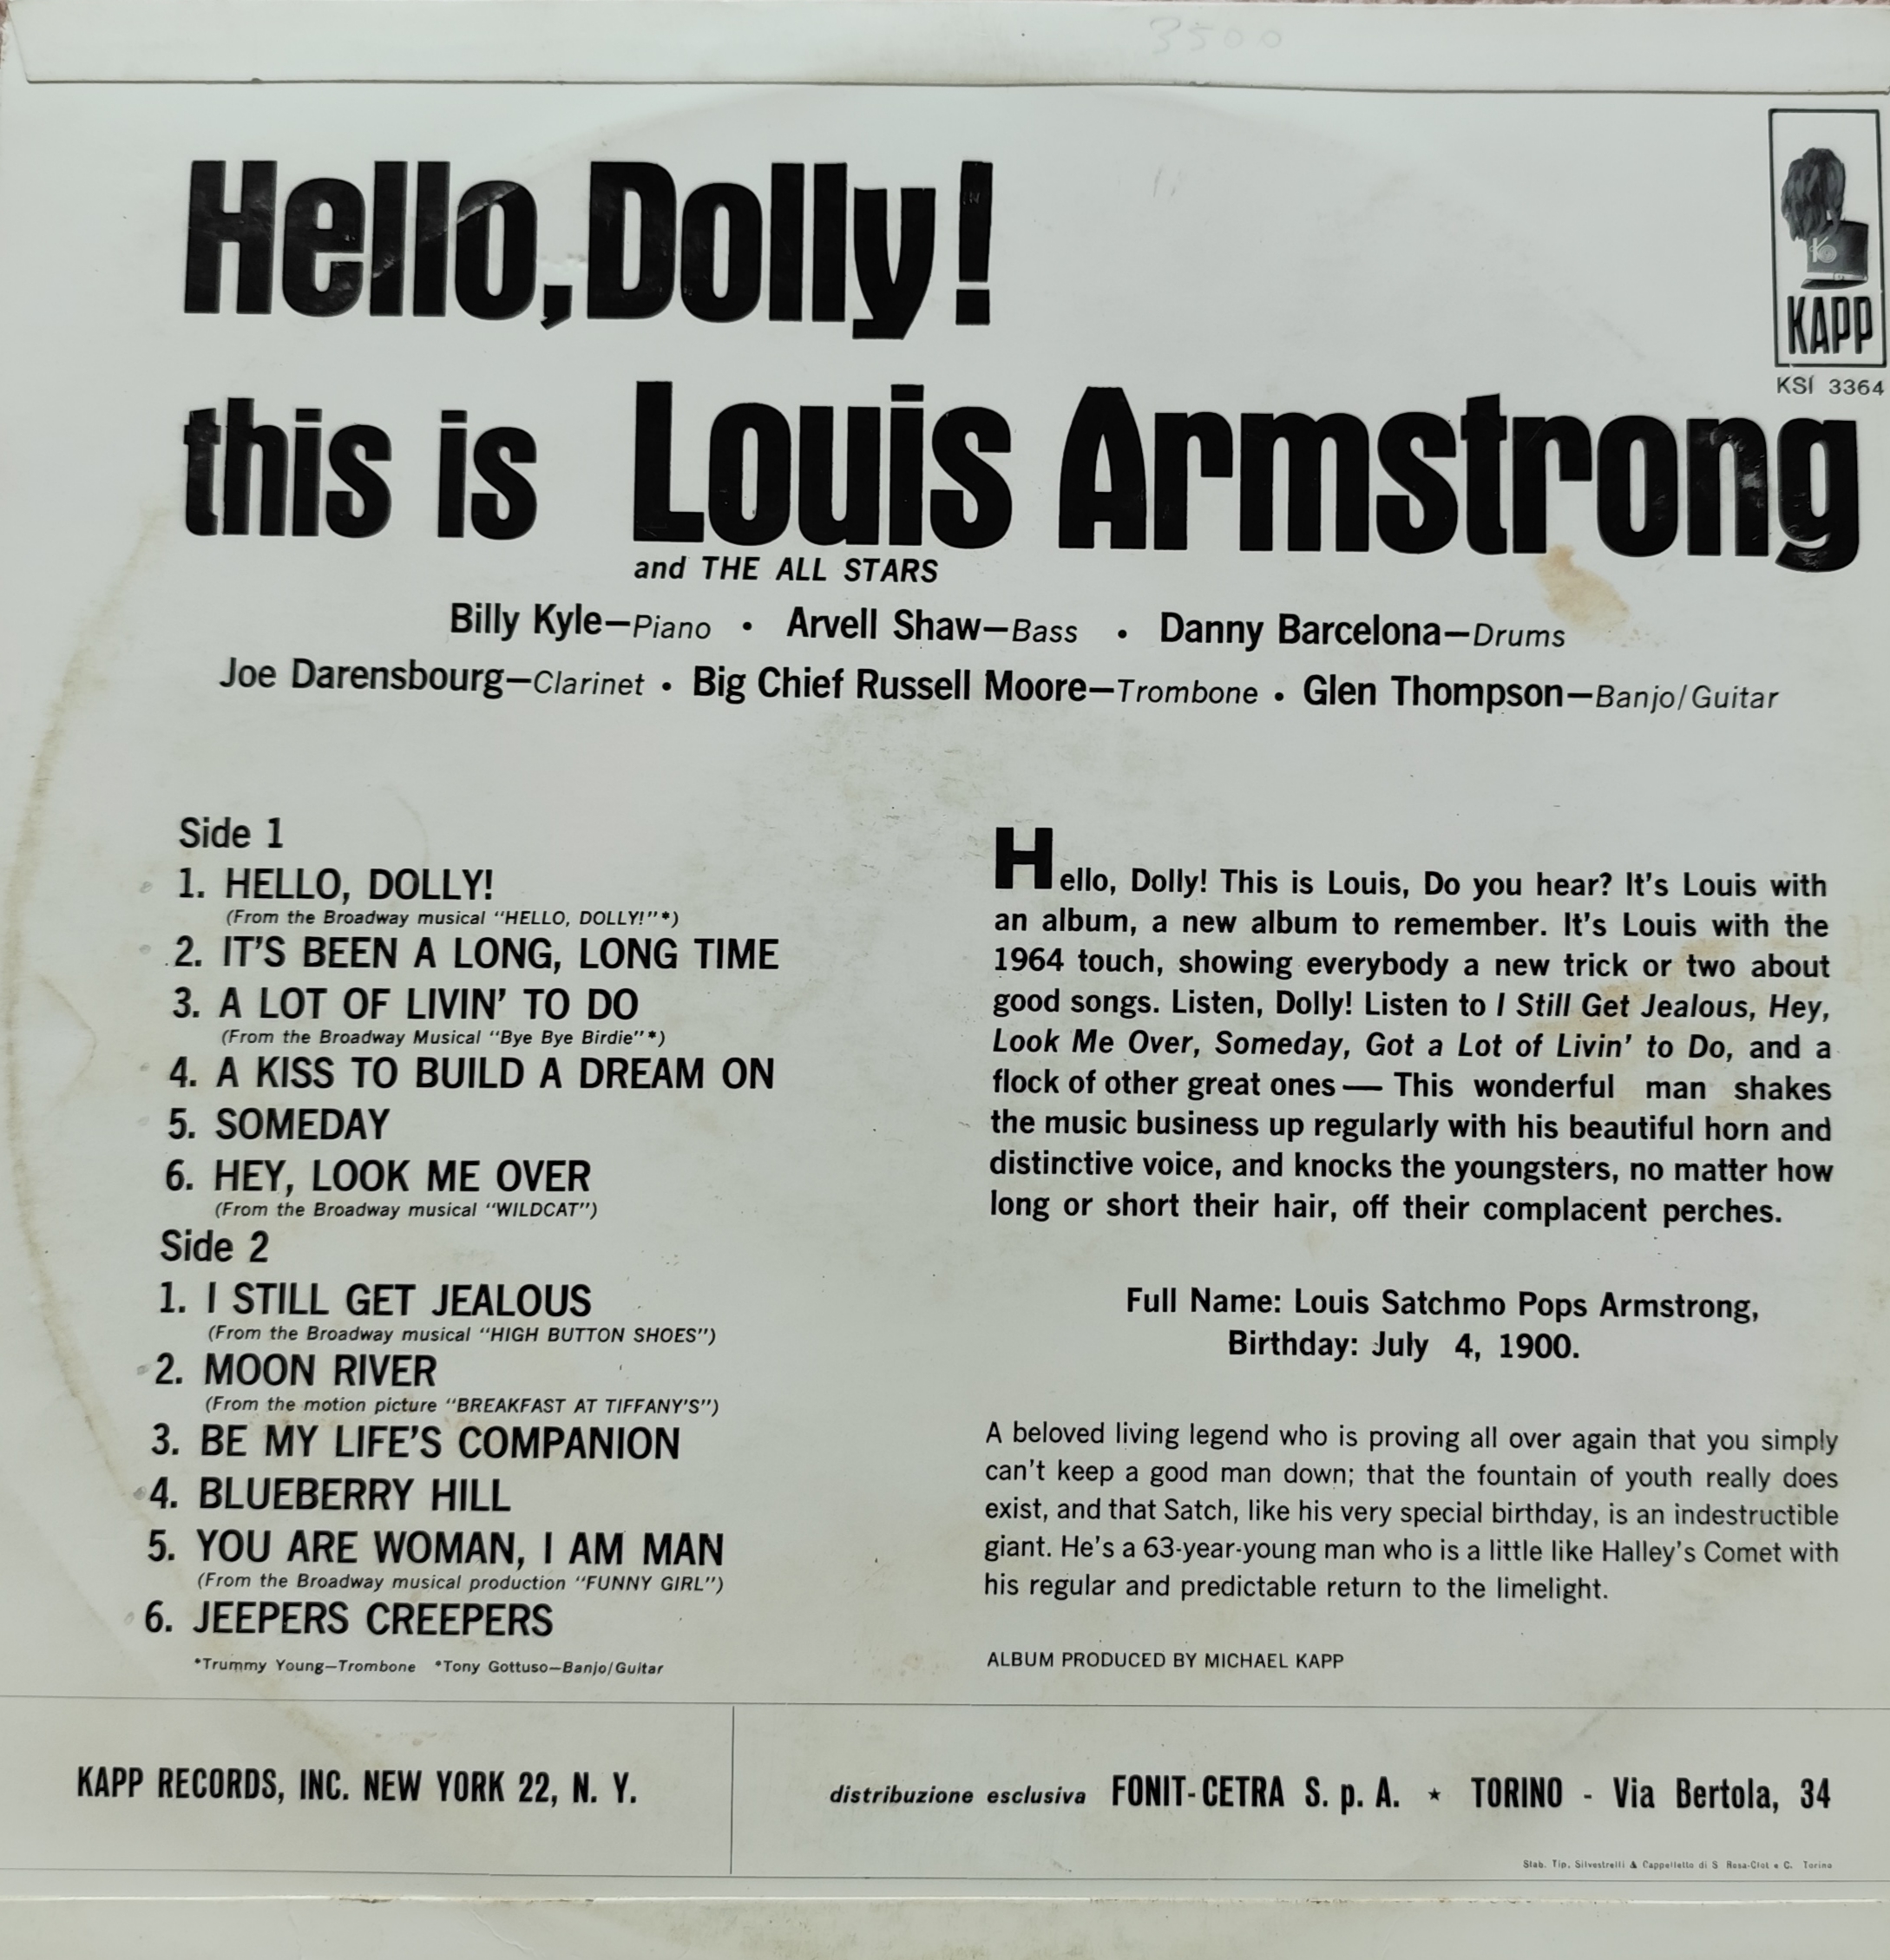 3500
Hello, Dolly!
KAPP
KSI 3364
this is Louis Armstrong
and THE ALL STARS
Billy Kyle—Piano • Arvell Shaw—Bass • Danny Barcelona—Drums
Joe Darensbourg—Clarinet • Big Chief Russell Moore—Trombone • Glen Thompson—Banjo/Guitar
Side 1
1. HELLO, DOLLY!
(From the Broadway musical “HELLO, DOLLY!”*)
2. IT’S BEEN A LONG, LONG TIME
3. A LOT OF LIVIN’ TO DO
(From the Broadway Musical “Bye Bye Birdie”*)
4. A KISS TO BUILD A DREAM ON
5. SOMEDAY
6. HEY, LOOK ME OVER
(From the Broadway musical “WILDCAT”)
Side 2
1. I STILL GET JEALOUS
(From the Broadway musical “HIGH BUTTON SHOES”)
2. MOON RIVER
(From the motion picture “BREAKFAST AT TIFFANY’S”)
3. BE MY LIFE’S COMPANION
4. BLUEBERRY HILL
5. YOU ARE WOMAN, I AM MAN
(From the Broadway musical production “FUNNY GIRL”)
6. JEEPERS CREEPERS
*Trummy Young—Trombone *Tony Gottuso—Banjo/Guitar
Hello, Dolly! This is Louis, Do you hear? It’s Louis with
an album, a new album to remember. It’s Louis with the
1964 touch, showing everybody a new trick or two about
good songs. Listen, Dolly! Listen to I Still Get Jealous, Hey,
Look Me Over, Someday, Got a Lot of Livin’ to Do, and a
flock of other great ones — This wonderful man shakes
the music business up regularly with his beautiful horn and
distinctive voice, and knocks the youngsters, no matter how
long or short their hair, off their complacent perches.
Full Name: Louis Satchmo Pops Armstrong,
Birthday: July 4, 1900.
A beloved living legend who is proving all over again that you simply
can’t keep a good man down; that the fountain of youth really does
exist, and that Satch, like his very special birthday, is an indestructible
giant. He’s a 63-year-young man who is a little like Halley’s Comet with
his regular and predictable return to the limelight.
ALBUM PRODUCED BY MICHAEL KAPP
KAPP RECORDS, INC. NEW YORK 22, N. Y.
distribuzione esclusiva FONIT-CETRA S. p. A. ★ TORINO - Via Bertola, 34
Stab. Tip. Silvestrelli & Cappelletto di S Rosa-Clot e C. Torino